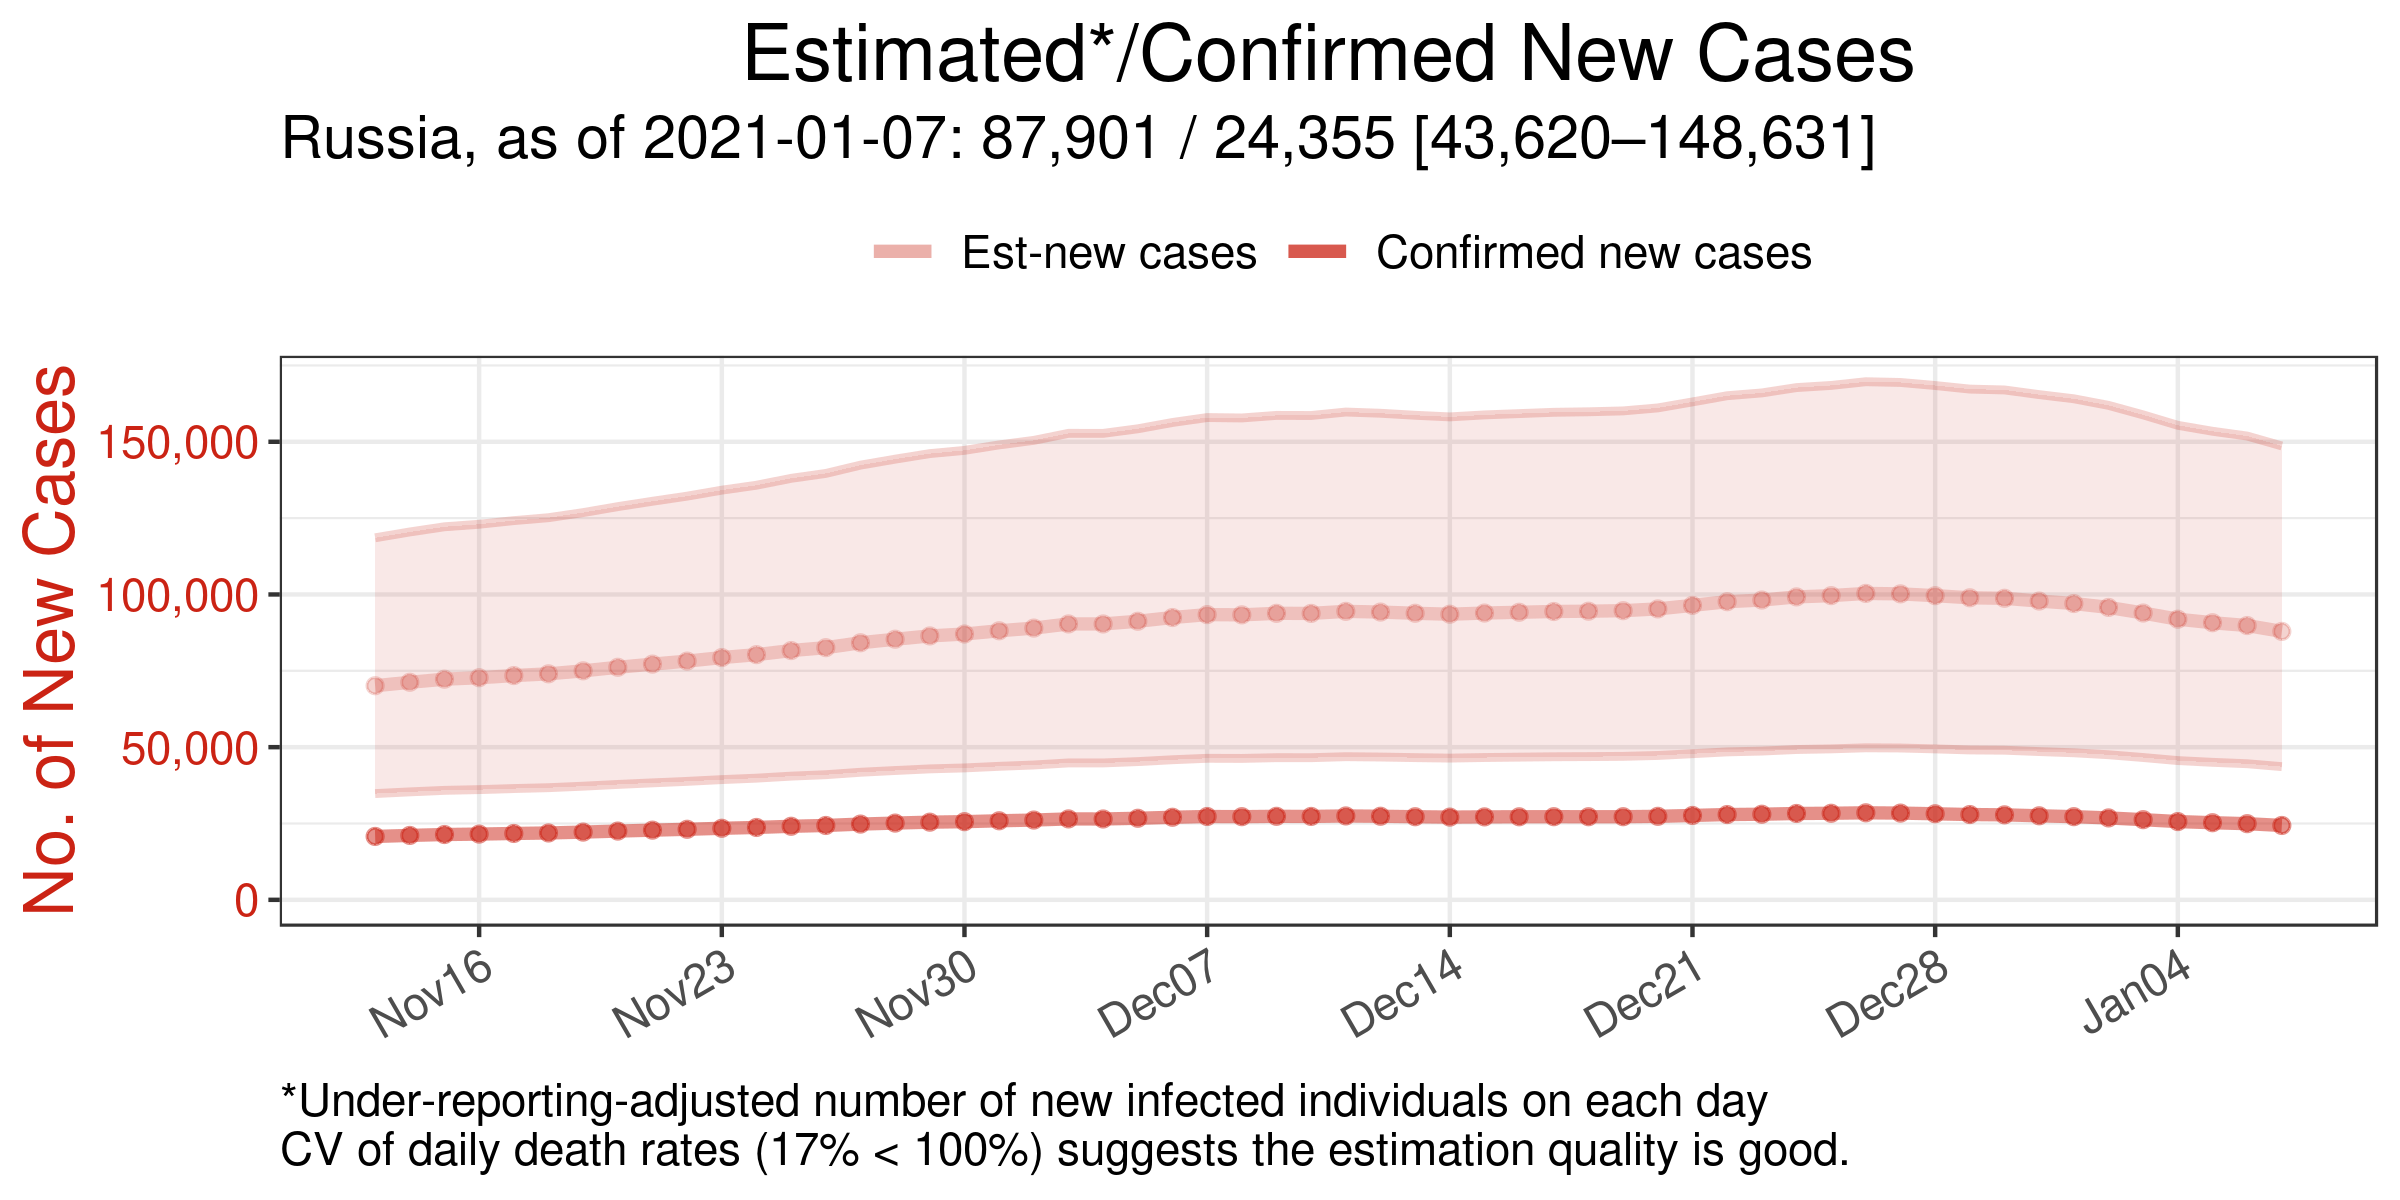 Estimated*/Confirmed New Cases
Russia, as of 2021-01-07: 87,901 / 24,355 [43,620–148,631]
Est-new cases
Confirmed new cases
No. of New Cases
150,000
100,000
50,000
0
Nov16
Nov23
Nov30
Dec07
Dec14
Dec21
Dec28
Jan04
*Under-reporting-adjusted number of new infected individuals on each day
CV of daily death rates (17% < 100%) suggests the estimation quality is good.